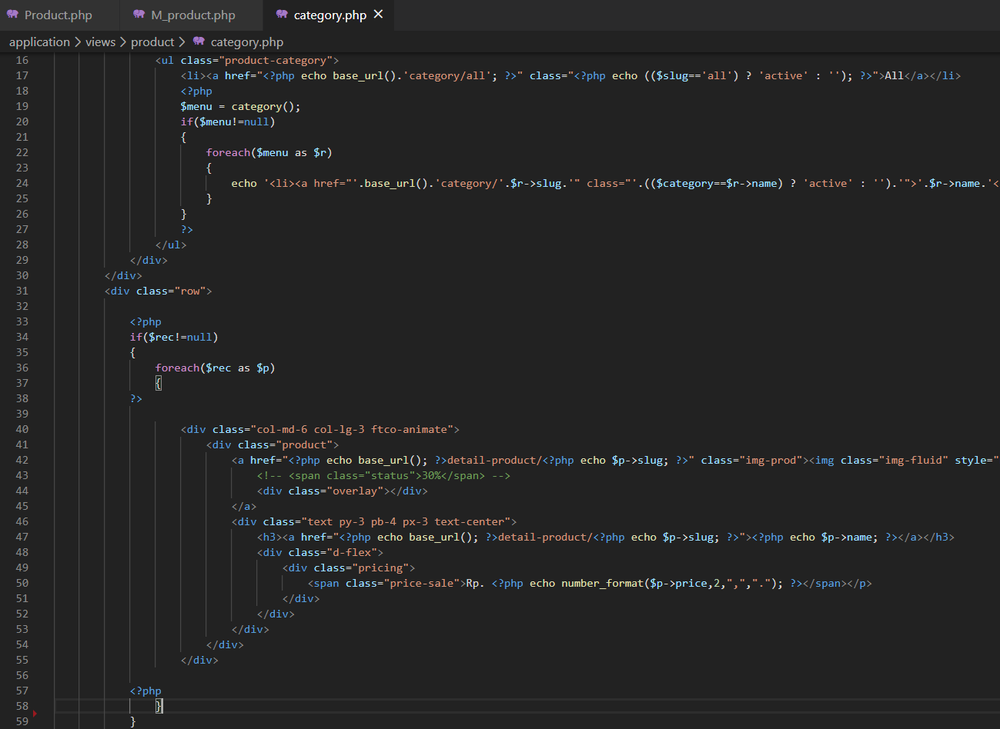 Product.php M_product.php category.php ×
application > views > product > category.php
16 <ul class="product-category">
17 <li><a href="<?php echo base_url().'category/all'; ?>" class="<?php echo (($slug=='all') ? 'active' : ''); ?>">All</a></li>
18 <?php
19 $menu = category();
20 if($menu!=null)
21 {
22 foreach($menu as $r)
23 {
24 echo '<li><a href="'.base_url().'category/'.$r->slug.'" class="'.(($category==$r->name) ? 'active' : '').'">'.$r->name.'<
25 }
26 }
27 ?>
28 </ul>
29 </div>
30 </div>
31 <div class="row">
32
33 <?php
34 if($rec!=null)
35 {
36 foreach($rec as $p)
37 {
38 ?>
39
40 <div class="col-md-6 col-lg-3 ftco-animate">
41 <div class="product">
42 <a href="<?php echo base_url(); ?>detail-product/<?php echo $p->slug; ?>" class="img-prod"><img class="img-fluid" style="
43 <!-- <span class="status">30%</span> -->
44 <div class="overlay"></div>
45 </a>
46 <div class="text py-3 pb-4 px-3 text-center">
47 <h3><a href="<?php echo base_url(); ?>detail-product/<?php echo $p->slug; ?>"><?php echo $p->name; ?></a></h3>
48 <div class="d-flex">
49 <div class="pricing">
50 <span class="price-sale">Rp. <?php echo number_format($p->price,2,",","."); ?></span></p>
51 </div>
52 </div>
53 </div>
54 </div>
55 </div>
56
57 <?php
58 }
59 }